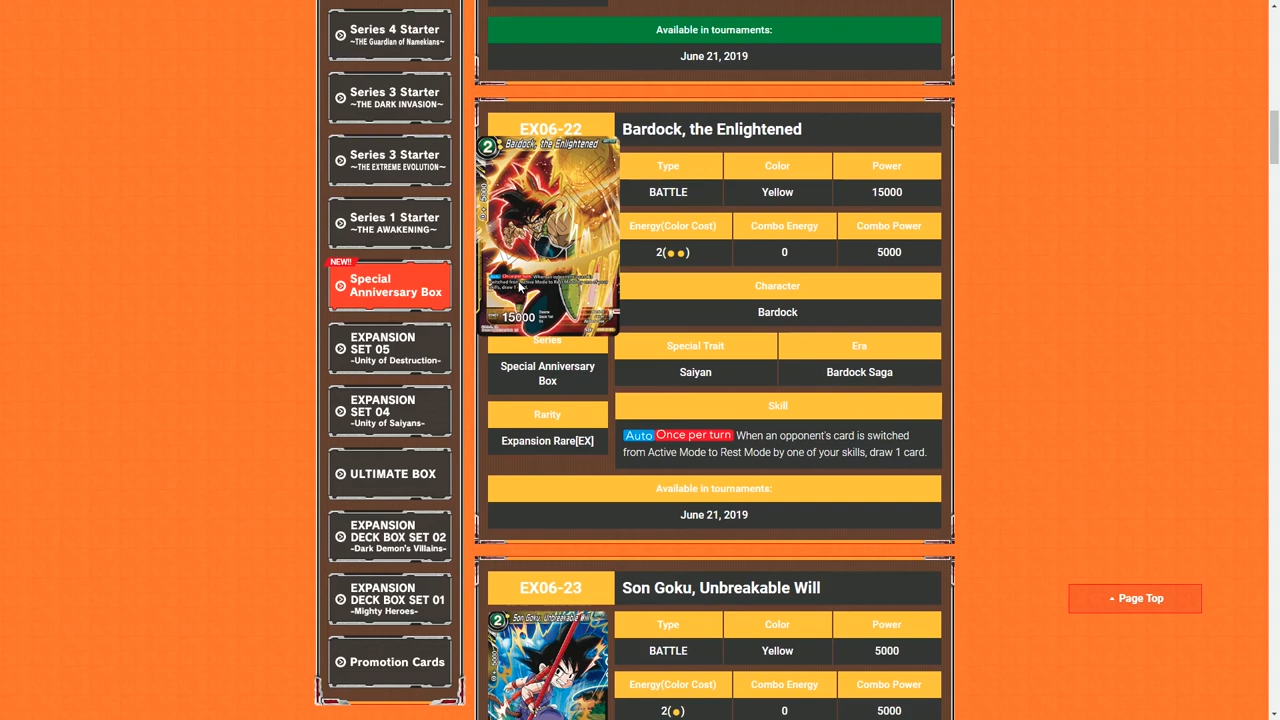 Series 4 Starter
~THE Guardian of Namekians~
Series 3 Starter
~THE DARK INVASION~
Series 3 Starter
~THE EXTREME EVOLUTION~
Series 1 Starter
~THE AWAKENING~
NEW!!
Special
Anniversary Box
EXPANSION
SET 05
-Unity of Destruction-
EXPANSION
SET 04
-Unity of Saiyans-
ULTIMATE BOX
EXPANSION
DECK BOX SET 02
-Dark Demon's Villains-
EXPANSION
DECK BOX SET 01
-Mighty Heroes-
Promotion Cards
Available in tournaments:
June 21, 2019
EX06-22
Bardock, the Enlightened
2
Bardock, the Enlightened
5000
15000
Type
Color
Power
BATTLE
Yellow
15000
Energy(Color Cost)
Combo Energy
Combo Power
2( )
0
5000
Character
Bardock
Series
Special Anniversary
Box
Special Trait
Era
Saiyan
Bardock Saga
Rarity
Expansion Rare[EX]
Skill
Auto Once per turn When an opponent's card is switched
from Active Mode to Rest Mode by one of your skills, draw 1 card.
Available in tournaments:
June 21, 2019
EX06-23
Son Goku, Unbreakable Will
2
Son Goku, Unbreakable Will
5000
Type
Color
Power
BATTLE
Yellow
5000
Energy(Color Cost)
Combo Energy
Combo Power
2( )
0
5000
Page Top